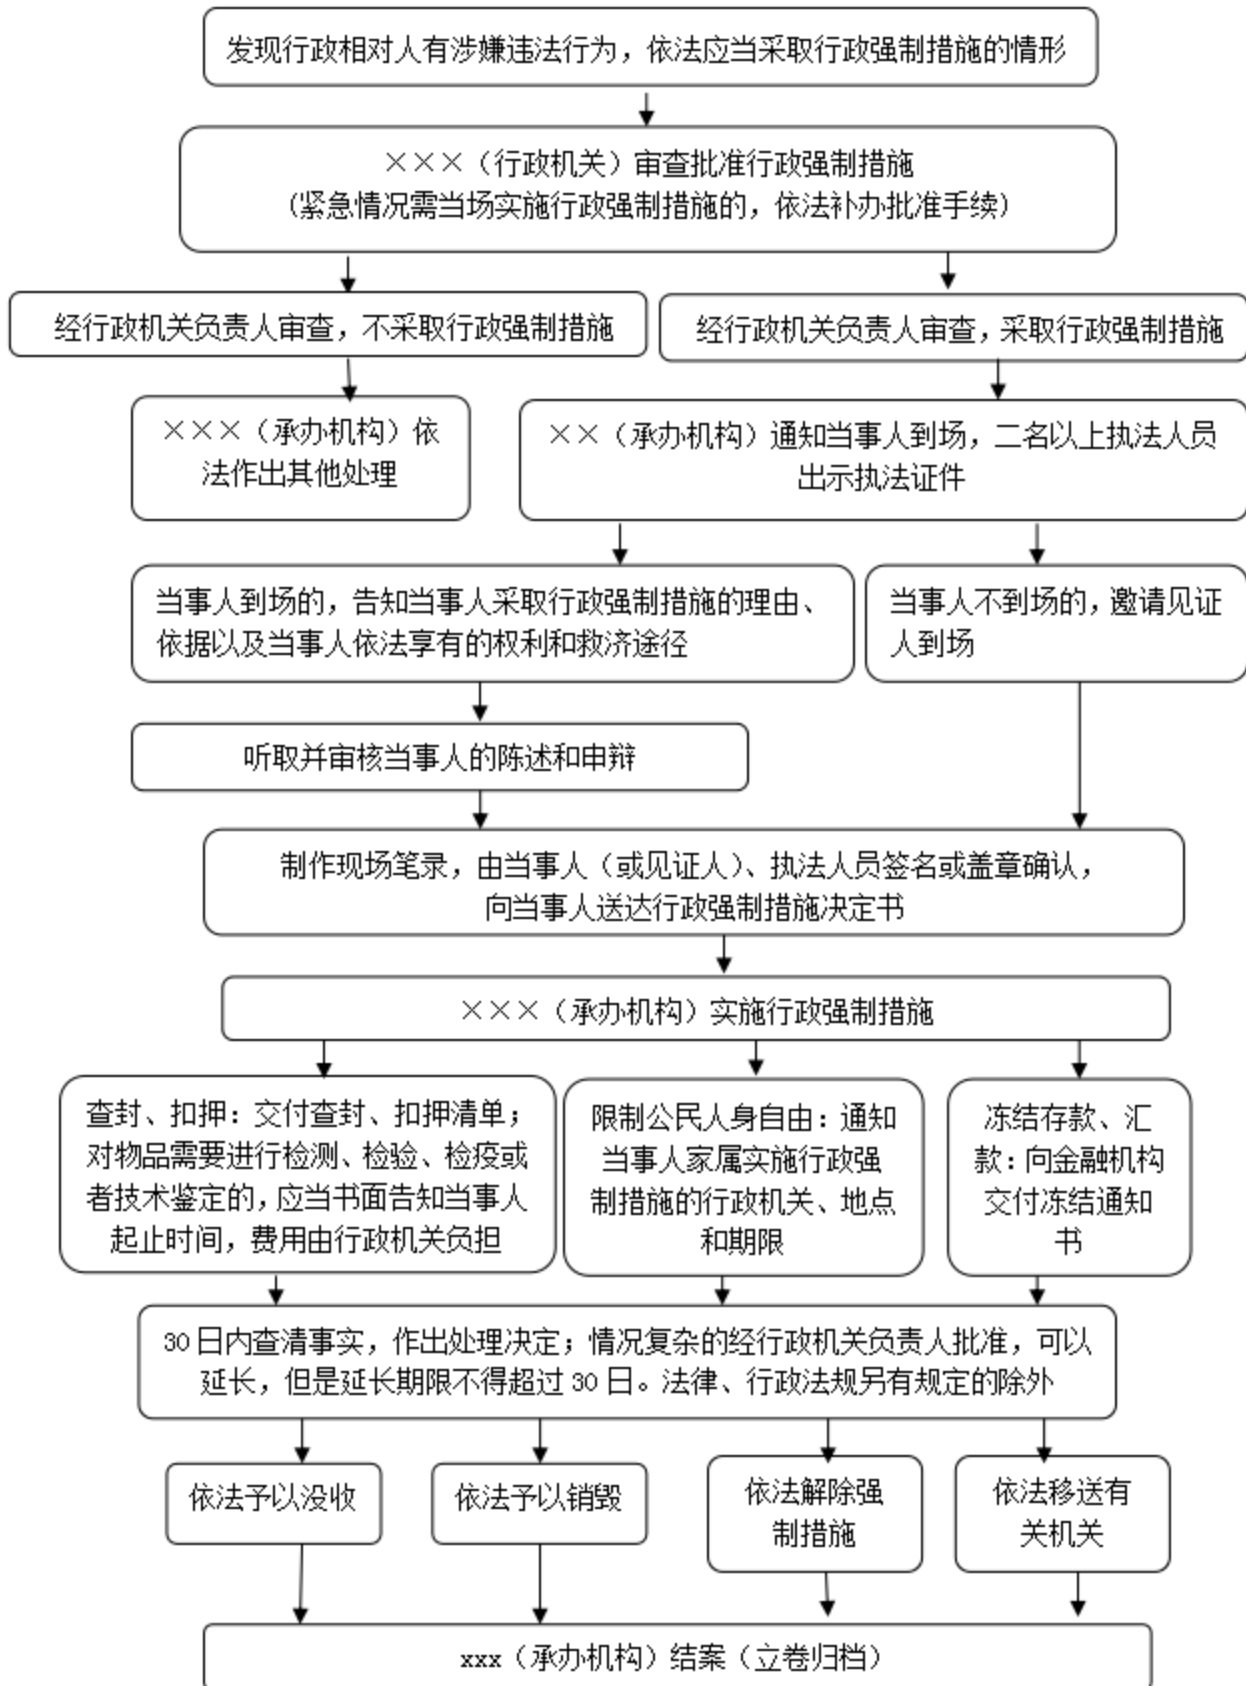 发现行政相对人有涉嫌违法行为，依法应当采取行政强制措施的情形
×××（行政机关）审查批准行政强制措施
（紧急情况需当场实施行政强制措施的，依法补办批准手续）
经行政机关负责人审查，不采取行政强制措施
经行政机关负责人审查，采取行政强制措施
×××（承办机构）依
法作出其他处理
××（承办机构）通知当事人到场，二名以上执法人员
出示执法证件
当事人到场的，告知当事人采取行政强制措施的理由、
依据以及当事人依法享有的权利和救济途径
当事人不到场的，邀请见证
人到场
听取并审核当事人的陈述和申辩
制作现场笔录，由当事人（或见证人）、执法人员签名或盖章确认，
向当事人送达行政强制措施决定书
×××（承办机构）实施行政强制措施
查封、扣押：交付查封、扣押清单；
对物品需要进行检测、检验、检疫或
者技术鉴定的，应当书面告知当事人
起止时间，费用由行政机关负担
限制公民人身自由：通知
当事人家属实施行政强
制措施的行政机关、地点
和期限
冻结存款、汇
款：向金融机构
交付冻结通知
书
30日内查清事实，作出处理决定；情况复杂的经行政机关负责人批准，可以
延长，但是延长期限不得超过30日。法律、行政法规另有规定的除外
依法予以没收
依法予以销毁
依法解除强
制措施
依法移送有
关机关
xxx（承办机构）结案（立卷归档）